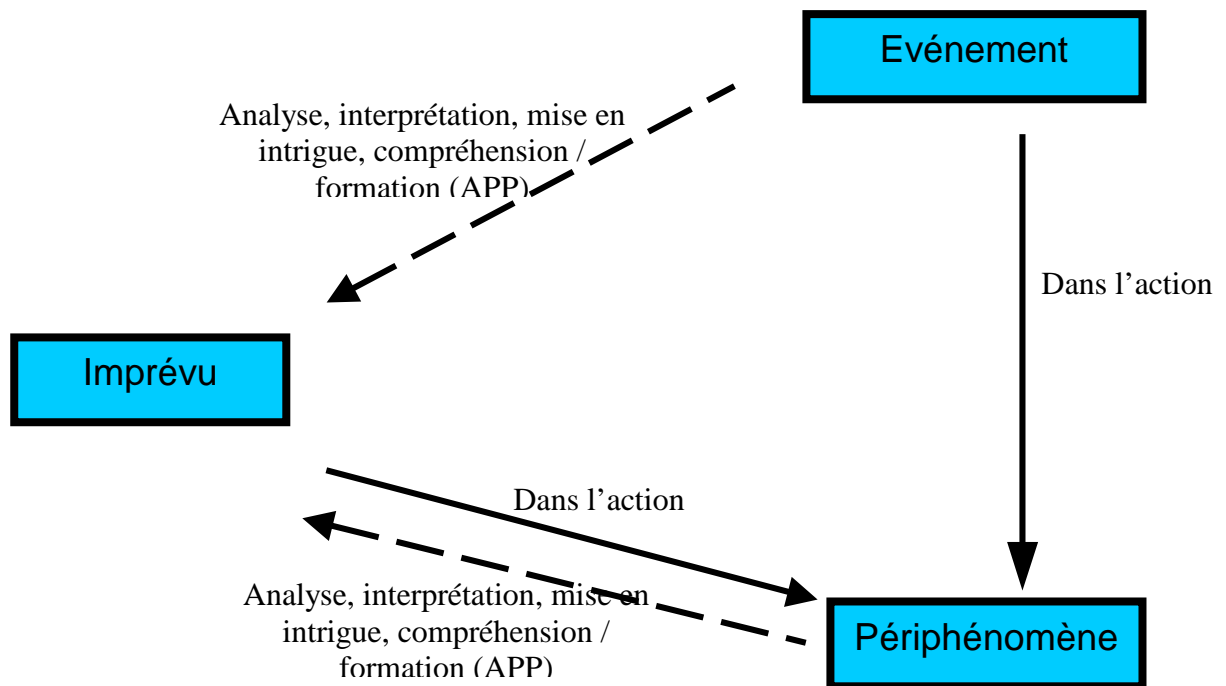 Evénement
Analyse, interprétation, mise en
intrigue, compréhension /
formation (APP)
Dans l’action
Imprévu
Dans l’action
Analyse, interprétation, mise en
intrigue, compréhension /
formation (APP)
Périphénomène